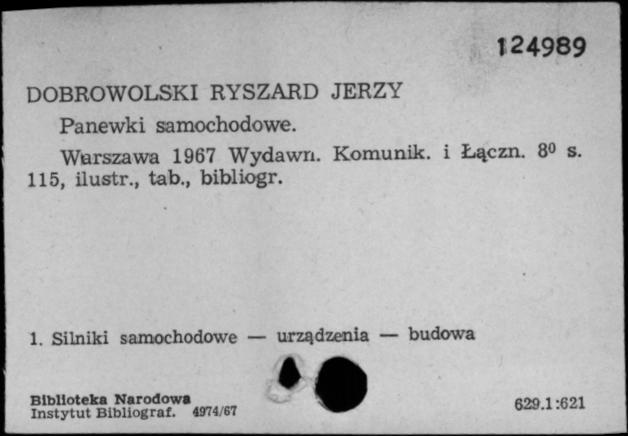 124989
DOBROWOLSKI RYSZARD JERZY
Panewki samochodowe.
Warszawa 1967 Wydawn. Komunik. i Łączn. 8⁰ s.
115, ilustr., tab., bibliogr.
1. Silniki samochodowe — urządzenia — budowa
Biblioteka Narodowa
Instytut Bibliograf. 4974/67
629.1:621